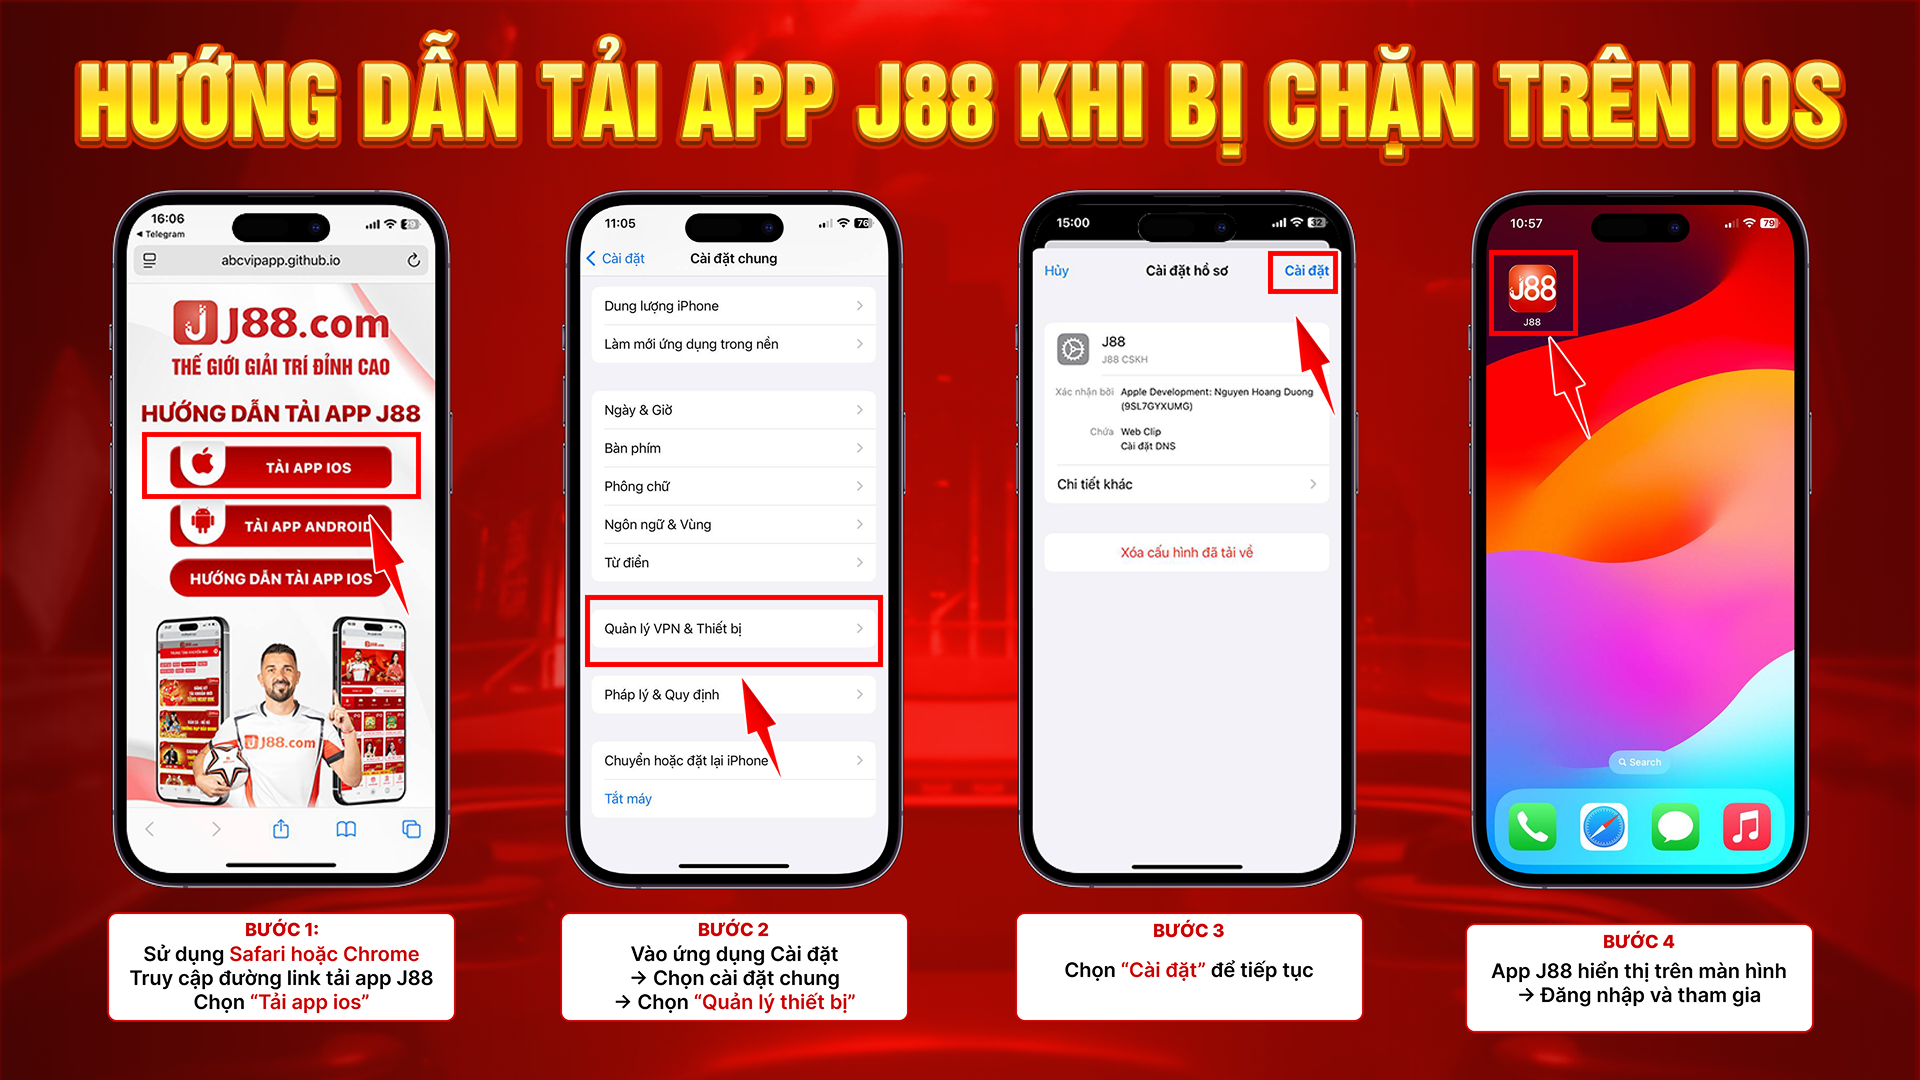 HƯỚNG DẪN TẢI APP J88 KHI BỊ CHẶN TRÊN IOS
16:06
Telegram
29
abcvipapp.github.io
J88.com
THẾ GIỚI GIẢI TRÍ ĐỈNH CAO
HƯỚNG DẪN TẢI APP J88
TẢI APP IOS
TẢI APP ANDROID
HƯỚNG DẪN TẢI APP IOS
J88.com
BƯỚC 1:
Sử dụng Safari hoặc Chrome
Truy cập đường link tải app J88
Chọn “Tải app ios”
11:05
76
Cài đặt
Cài đặt chung
Dung lượng iPhone
Làm mới ứng dụng trong nền
Ngày & Giờ
Bàn phím
Phông chữ
Ngôn ngữ & Vùng
Từ điển
Quản lý VPN & Thiết bị
Pháp lý & Quy định
Chuyển hoặc đặt lại iPhone
Tắt máy
BƯỚC 2
Vào ứng dụng Cài đặt
→ Chọn cài đặt chung
→ Chọn “Quản lý thiết bị”
15:00
32
Hủy
Cài đặt hồ sơ
Cài đặt
J88
J88 CSKH
Xác nhận bởi Apple Development: Nguyen Hoang Duong
(9SL7GYXUMG)
Chứa Web Clip
Cài đặt DNS
Chi tiết khác
Xóa cấu hình đã tải về
BƯỚC 3
Chọn “Cài đặt” để tiếp tục
10:57
79
J88
J88
Search
BƯỚC 4
App J88 hiển thị trên màn hình
→ Đăng nhập và tham gia